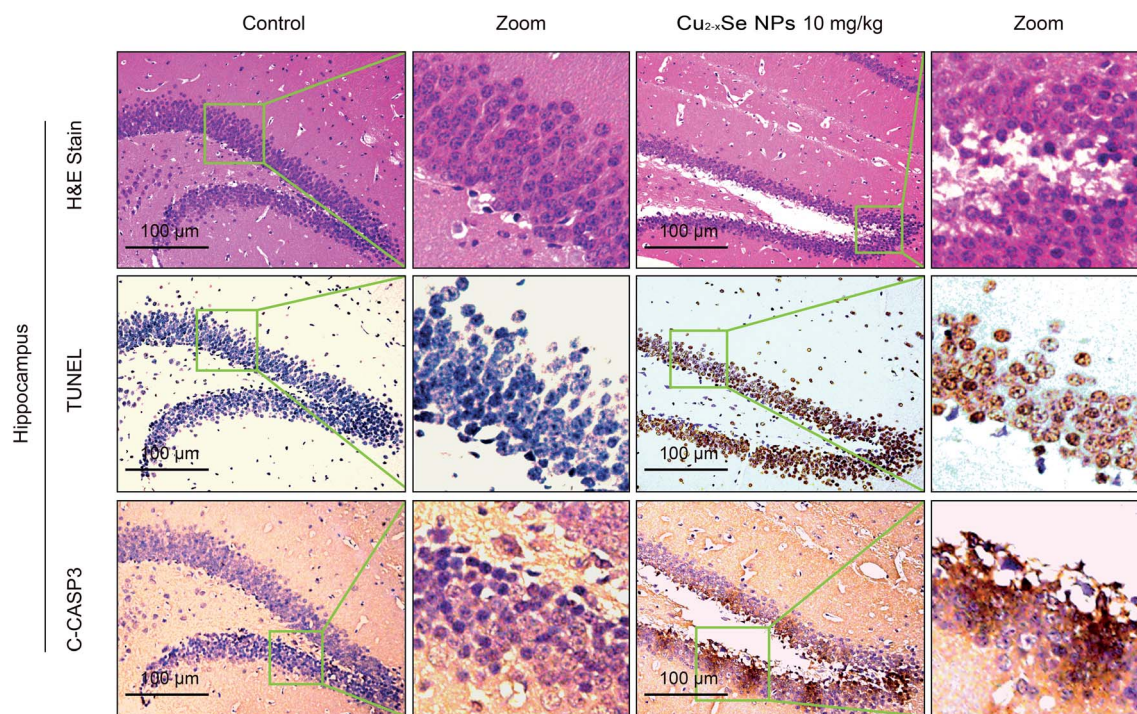 Control Zoom Cu₂₋ₓSe NPs 10 mg/kg Zoom
Hippocampus
H&E Stain
100 μm 100 μm
TUNEL
100 μm 100 μm
C-CASP3
100 μm 100 μm